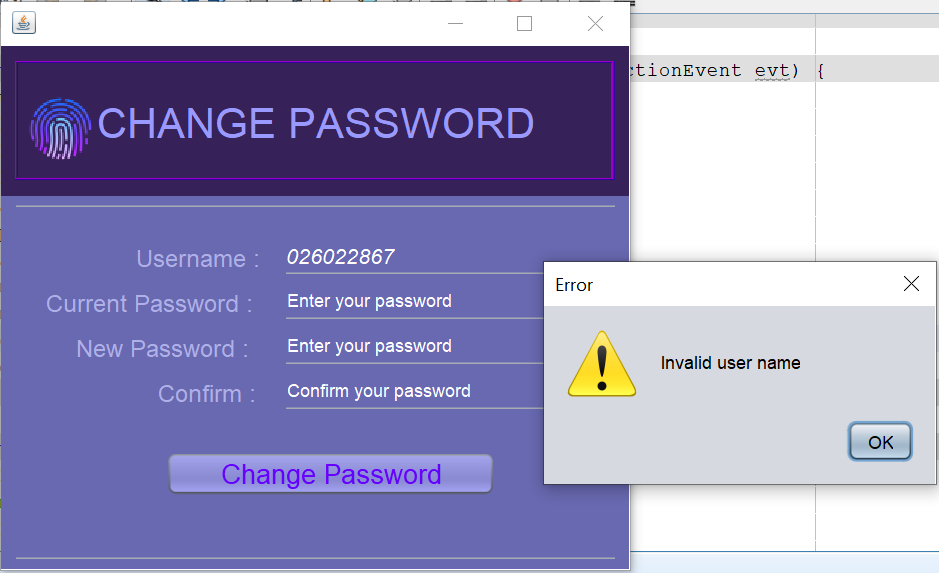 ctionEvent evt) {
CHANGE PASSWORD
Username : 026022867
Current Password : Enter your password
New Password : Enter your password
Confirm : Confirm your password
Change Password
Error
Invalid user name
OK